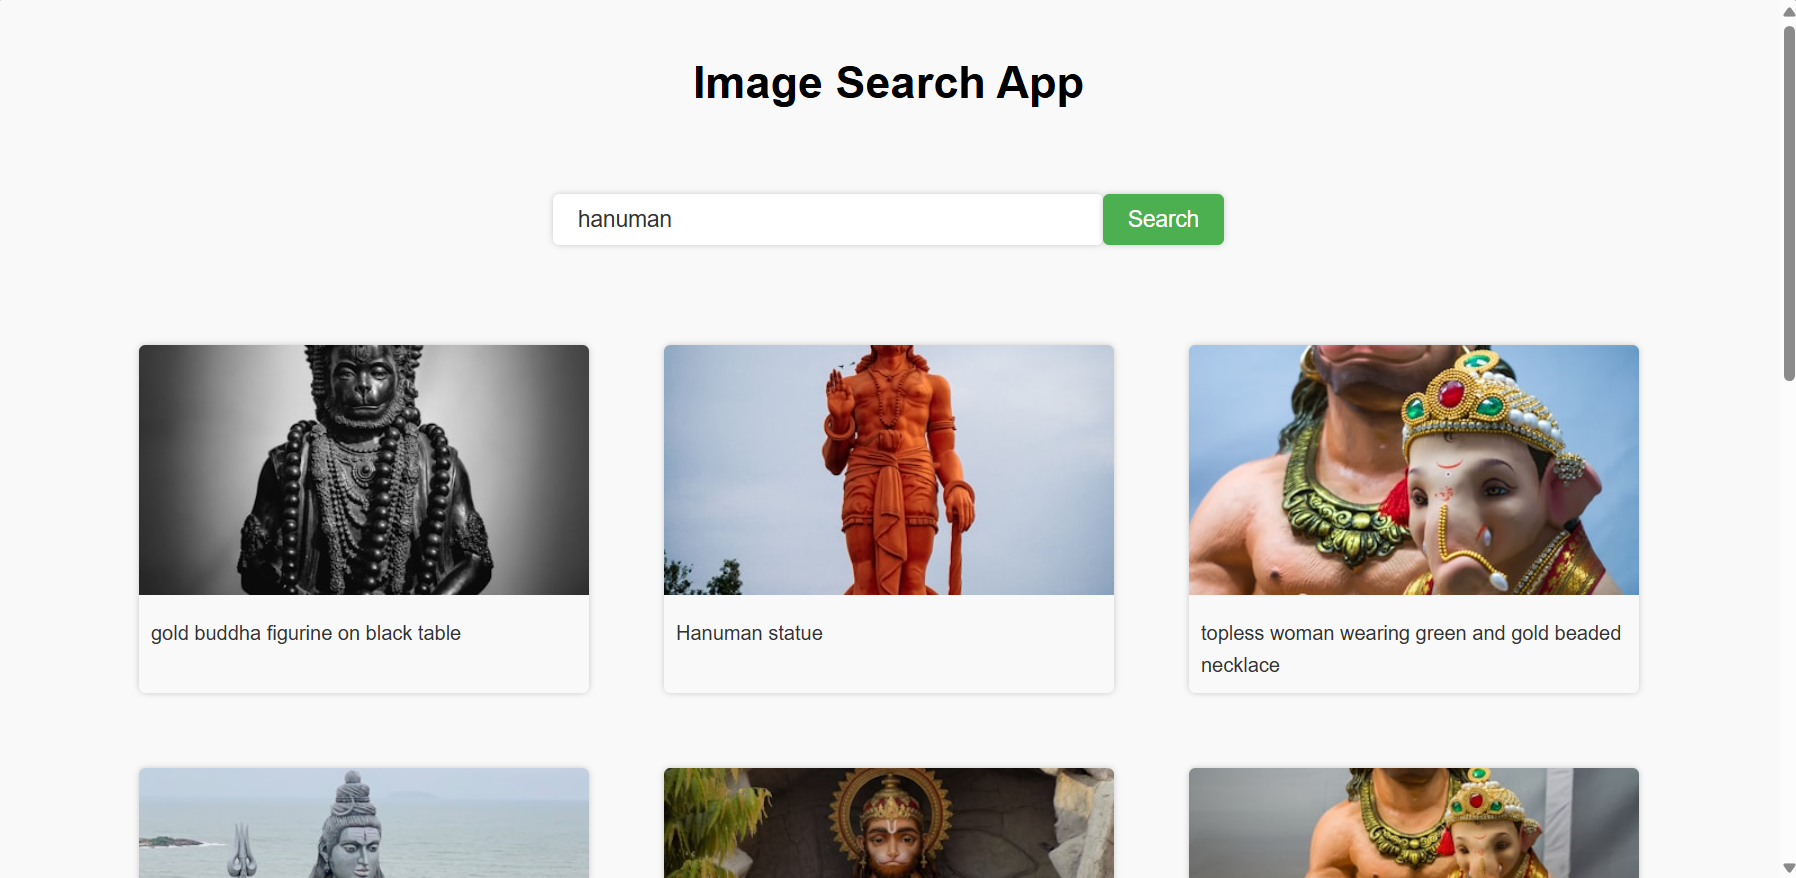 Image Search App
hanuman
Search
gold buddha figurine on black table
Hanuman statue
topless woman wearing green and gold beaded
necklace